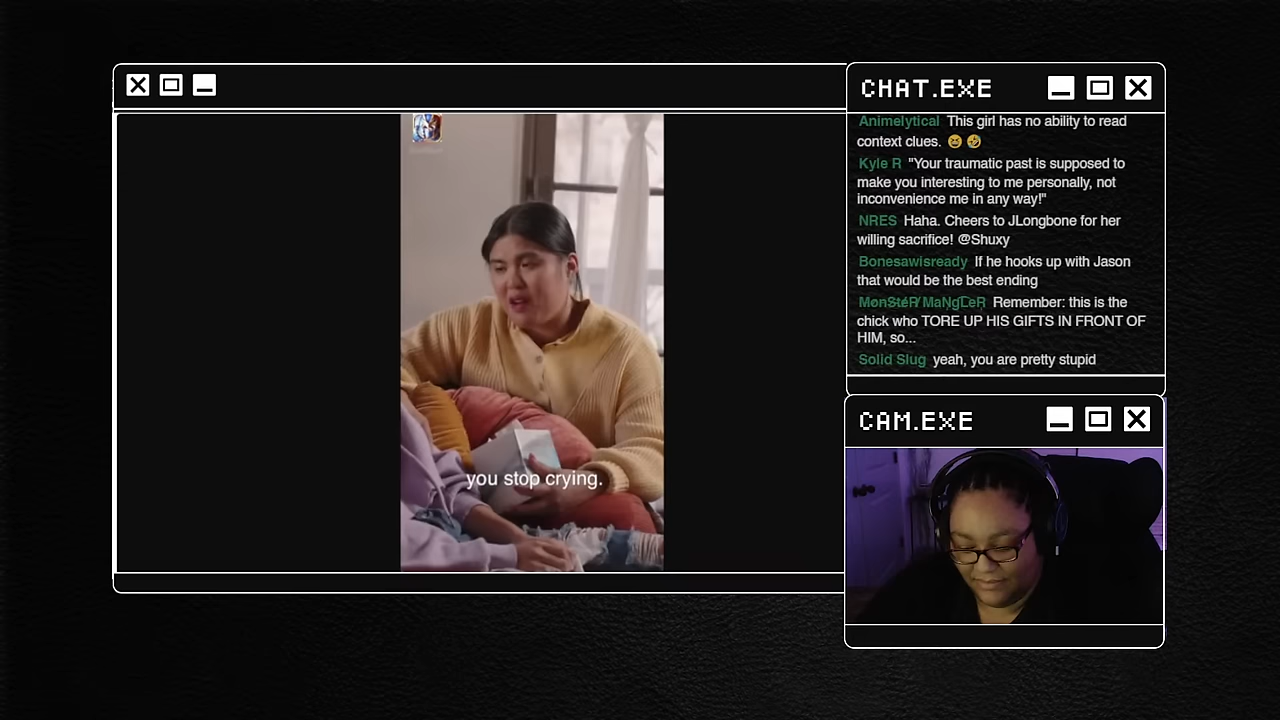 CHAT.EXE
Animelytical This girl has no ability to read
context clues. 😆 🤣
Kyle R "Your traumatic past is supposed to
make you interesting to me personally, not
inconvenience me in any way!"
NRES Haha. Cheers to JLongbone for her
willing sacrifice! @Shuxy
Bonesawisready If he hooks up with Jason
that would be the best ending
MonStéR/MaNgLeR Remember: this is the
chick who TORE UP HIS GIFTS IN FRONT OF
HIM, so...
Solid Slug yeah, you are pretty stupid
you stop crying.
CAM.EXE